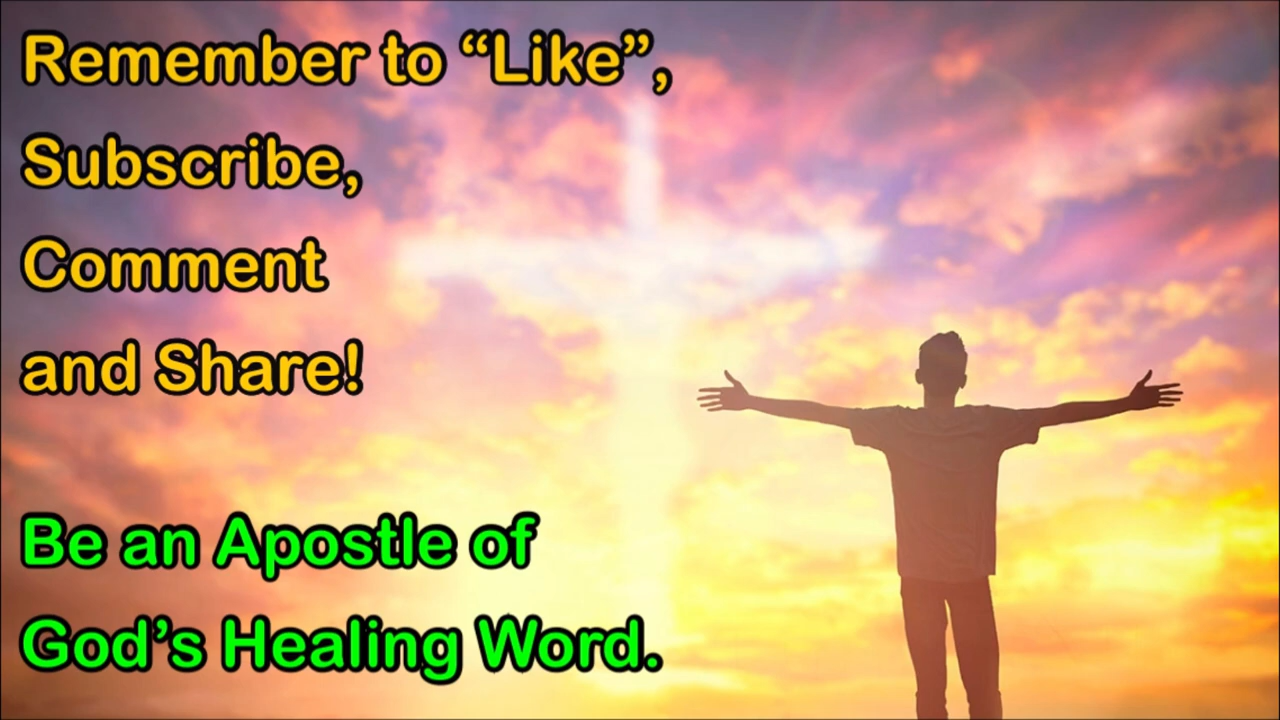 Remember to “Like”,
Subscribe,
Comment
and Share!
Be an Apostle of
God’s Healing Word.